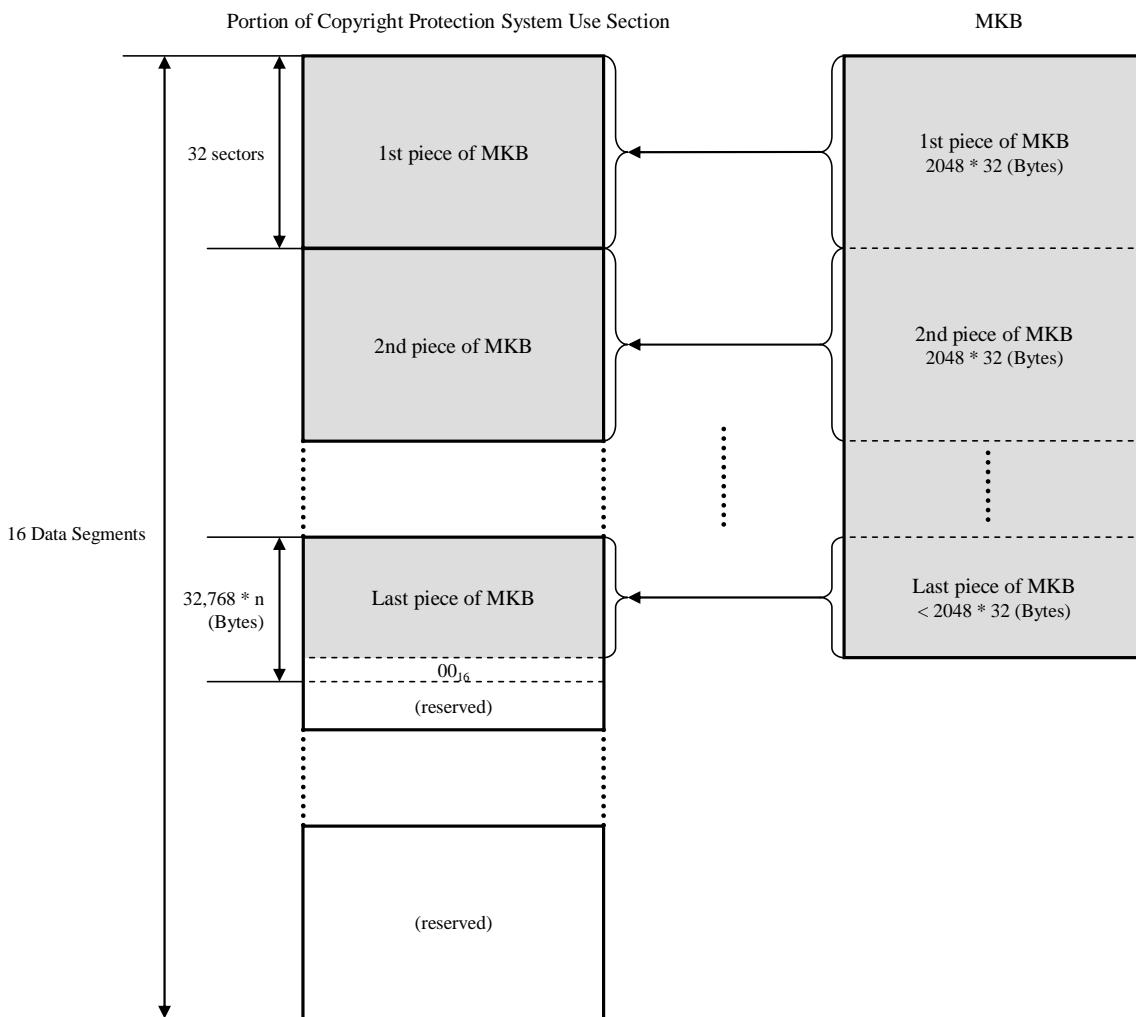 Portion of Copyright Protection System Use Section
MKB
32 sectors
1st piece of MKB
1st piece of MKB
2048 * 32 (Bytes)
2nd piece of MKB
2nd piece of MKB
2048 * 32 (Bytes)
16 Data Segments
32,768 * n
(Bytes)
Last piece of MKB
Last piece of MKB
< 2048 * 32 (Bytes)
00₁₆
(reserved)
(reserved)